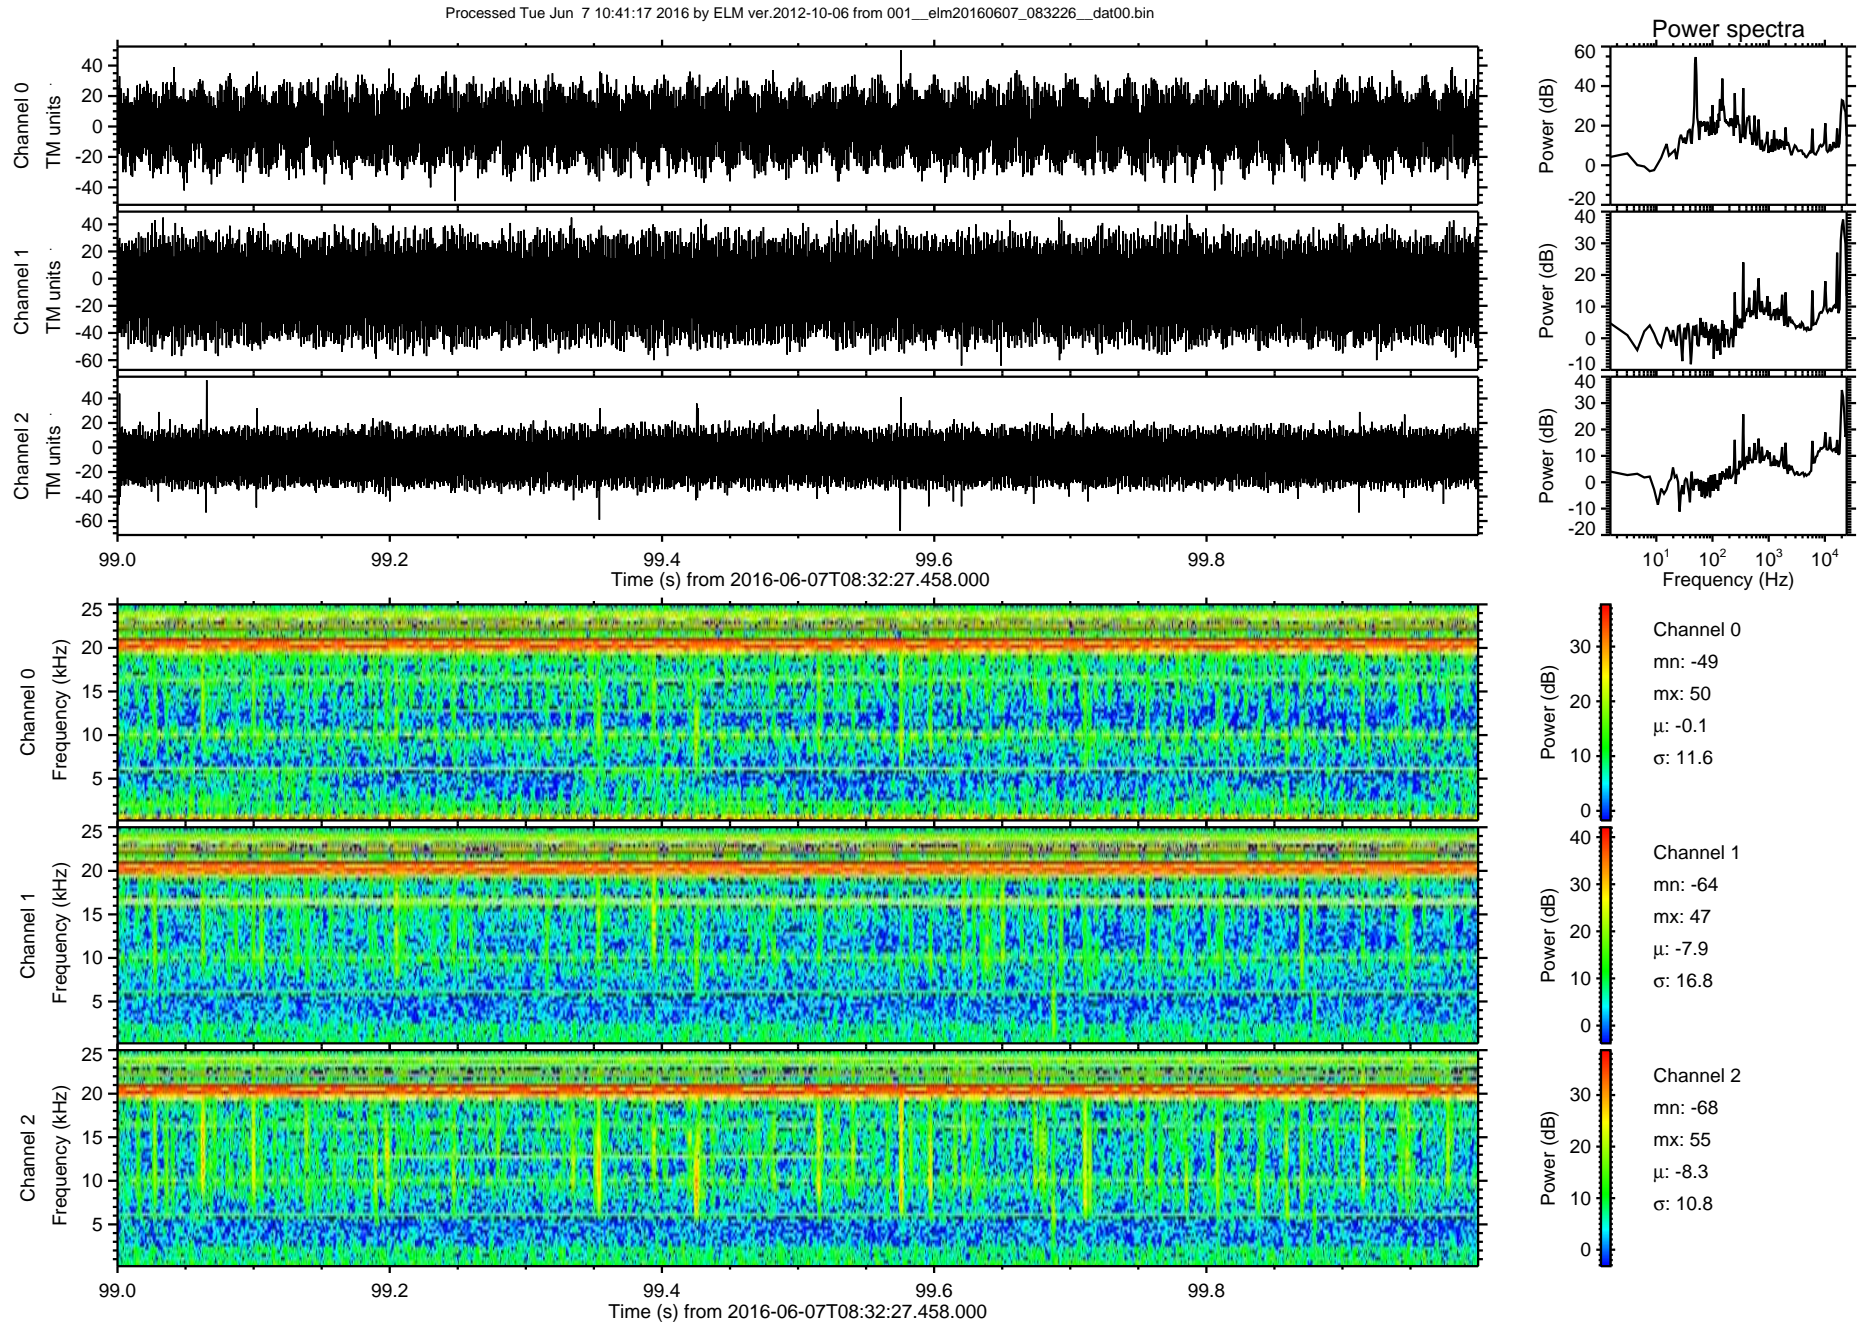 Processed Tue Jun  7 10:41:17 2016 by ELM ver.2012-10-06 from 001__elm20160607_083226__dat00.bin
Power spectra
Channel 0
TM units
40
20
0
-20
-40
Power (dB)
60
40
20
0
-20
Channel 1
TM units
40
20
0
-20
-40
-60
Power (dB)
40
30
20
10
0
-10
Channel 2
TM units
40
20
0
-20
-40
-60
Power (dB)
40
30
20
10
0
-10
-20
99.0 99.2 99.4 99.6 99.8
Time (s) from 2016-06-07T08:32:27.458.000
10¹ 10² 10³ 10⁴
Frequency (Hz)
Channel 0
Frequency (kHz)
25
20
15
10
5
Power (dB)
30
20
10
0
Channel 0
mn: -49
mx: 50
μ: -0.1
σ: 11.6
Channel 1
Frequency (kHz)
25
20
15
10
5
Power (dB)
40
30
20
10
0
Channel 1
mn: -64
mx: 47
μ: -7.9
σ: 16.8
Channel 2
Frequency (kHz)
25
20
15
10
5
Power (dB)
30
20
10
0
Channel 2
mn: -68
mx: 55
μ: -8.3
σ: 10.8
99.0 99.2 99.4 99.6 99.8
Time (s) from 2016-06-07T08:32:27.458.000